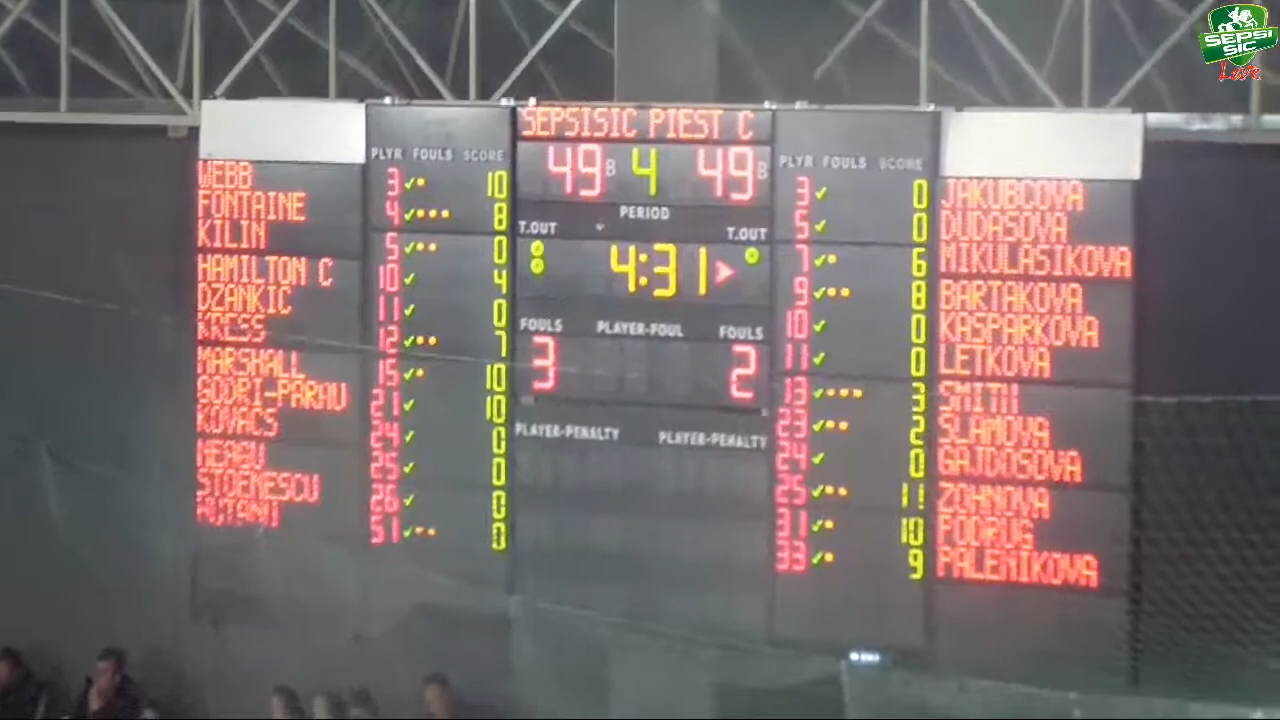 SEPSI
SIC
Live
SEPSISIC PIEST C
49 B 4 49 B
PERIOD
T.OUT T.OUT
4:31
FOULS PLAYER-FOUL FOULS
3 2
PLAYER-PENALTY PLAYER-PENALTY
PLYR FOULS SCORE
WEBB 3 10
FONTAINE 4 8
KILIN 5 0
HAMILTON C 10 4
DZANKIC 11 0
KRESS 12 7
MARSHALL 15 10
GODRI-PARAU 21 10
KOVACS 24 0
NEAGU 25 0
STOENESCU 26 0
51 0
PLYR FOULS SCORE
3 0 JAKUBCOVA
5 0 DUDASOVA
7 6 MIKULASIKOVA
9 8 BARTAKOVA
10 0 KASPARKOVA
11 0 LETKOVA
13 3 SMITH
23 2 SLAMOVA
24 0 GAJDOSOVA
25 11 ZOHNOVA
31 10 PODRUG
33 9 PALENIKOVA